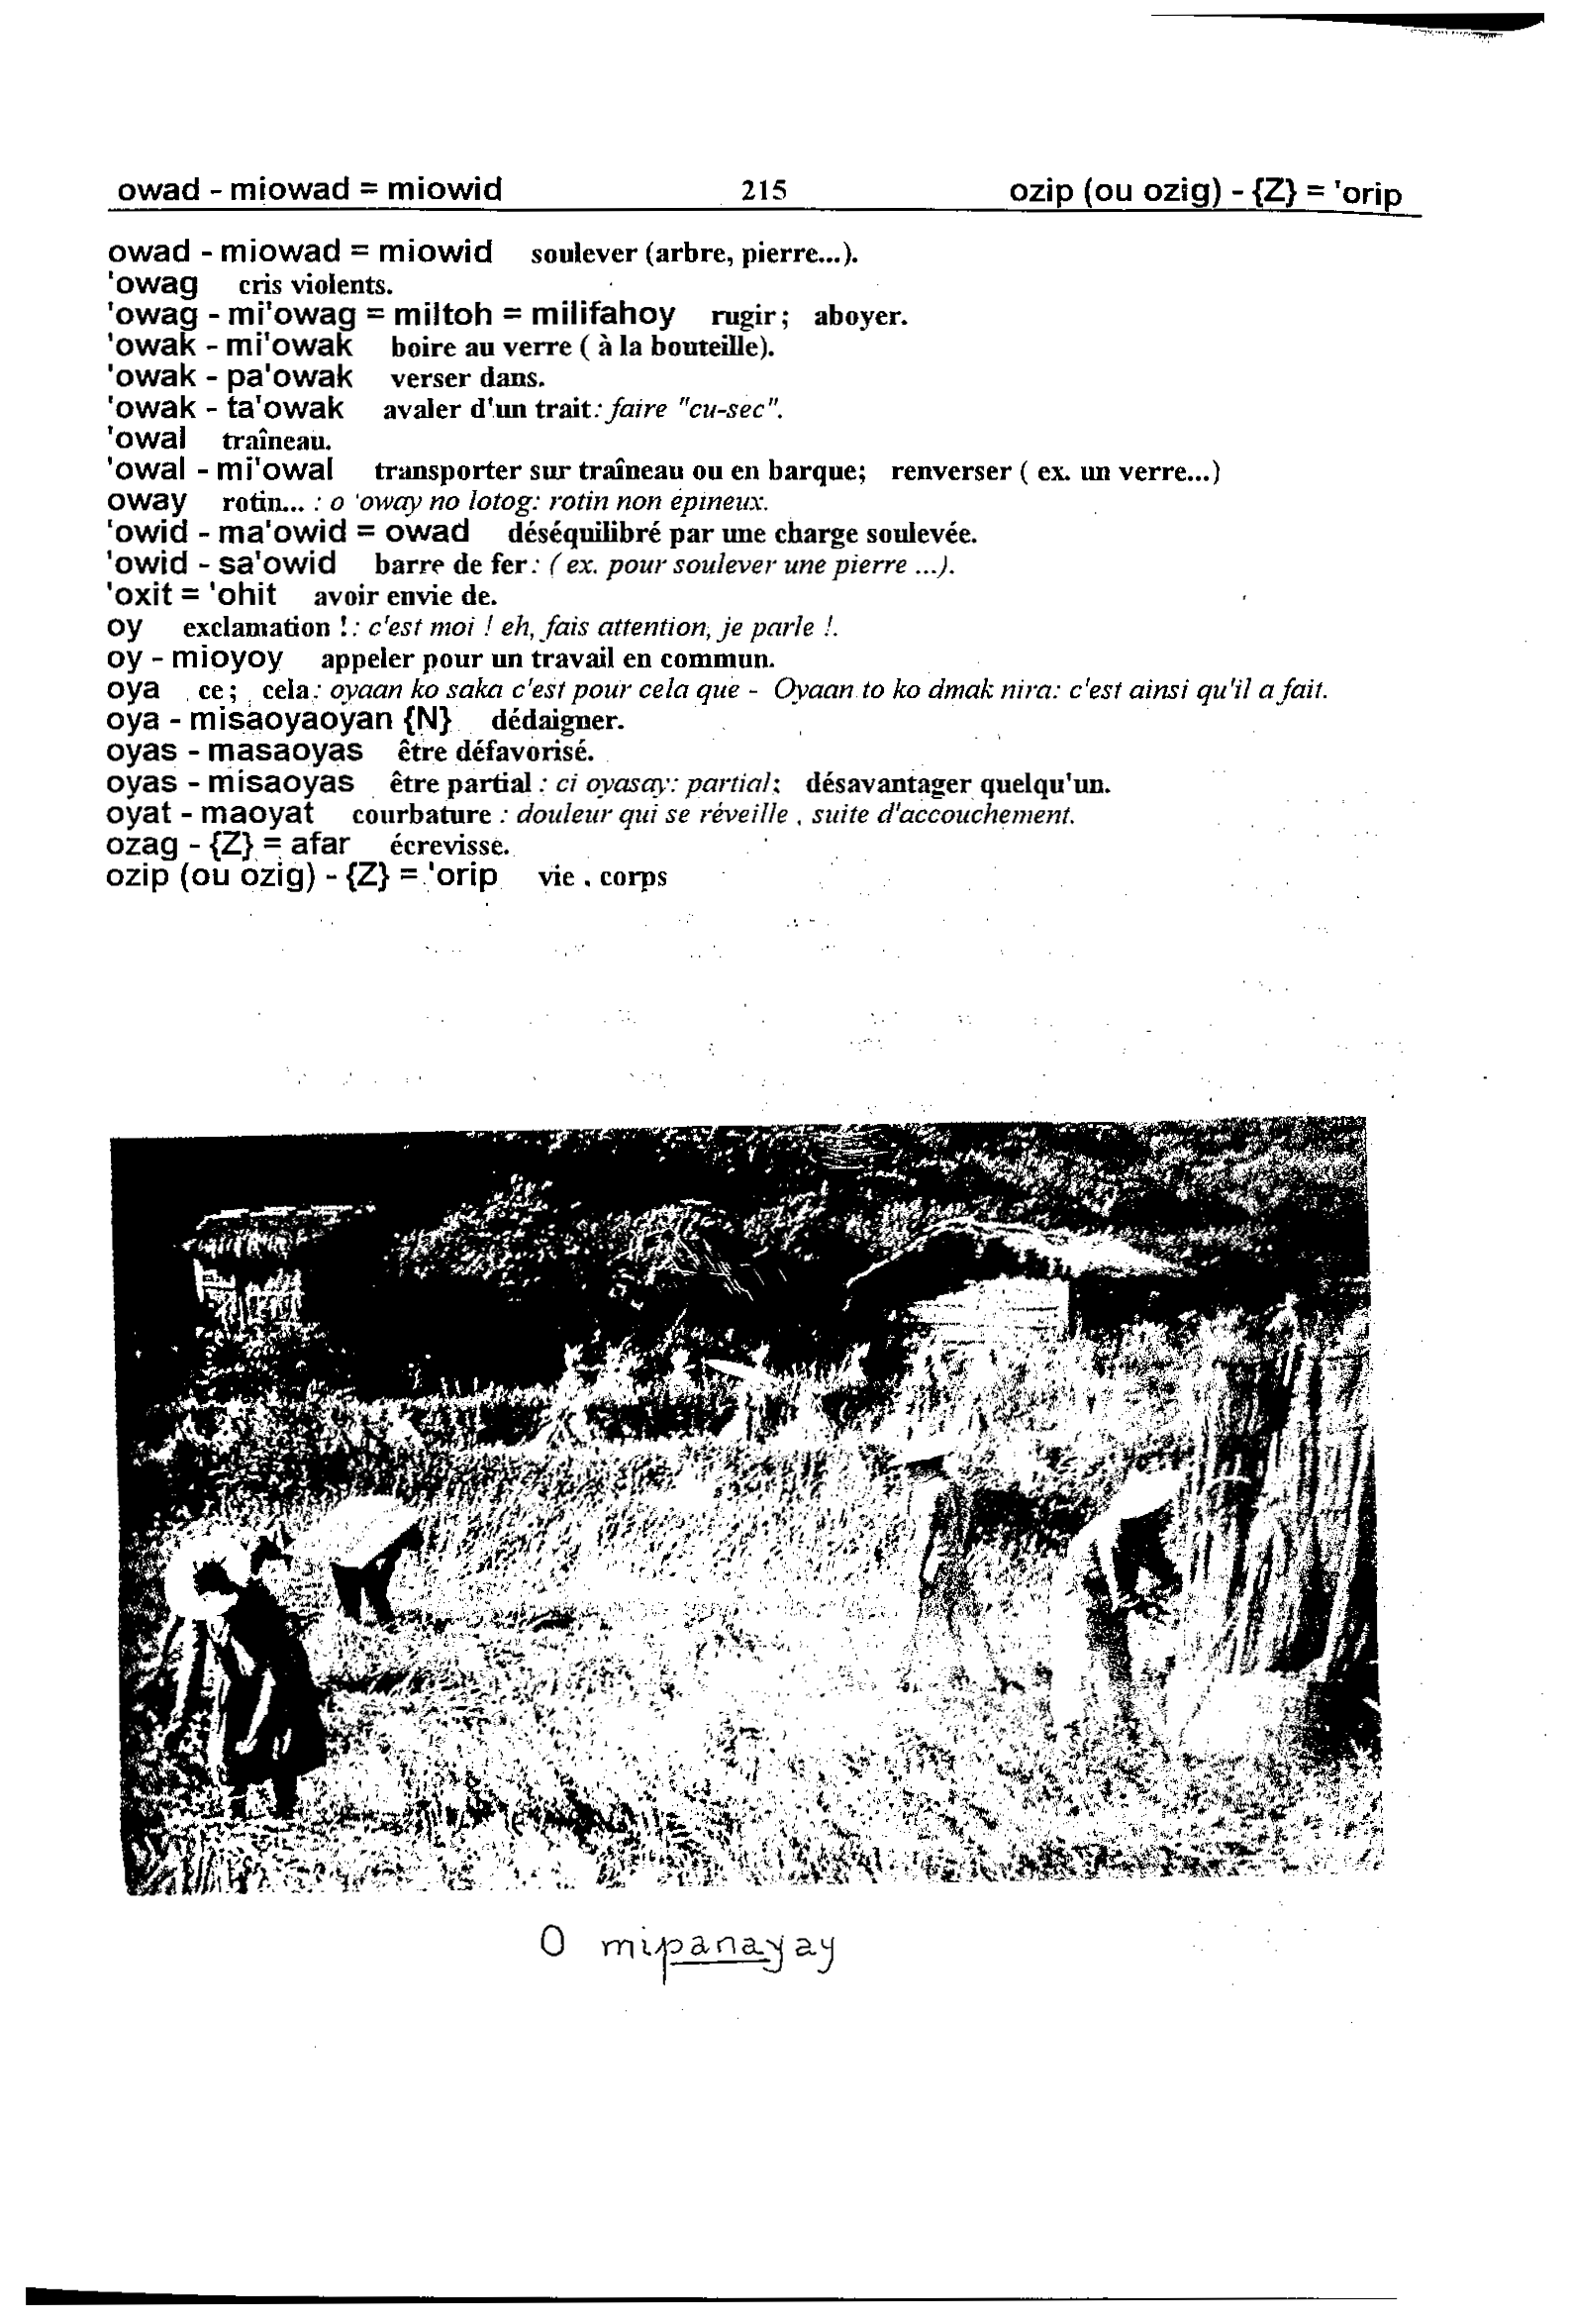 owad - miowad = miowid 215 ozip (ou ozig) - {Z} = 'orip
owad - miowad = miowid soulever (arbre, pierre...).
'owag cris violents.
'owag - mi'owag = miltoh = milifahoy rugir ; aboyer.
'owak - mi'owak boire au verre ( à la bouteille).
'owak - pa'owak verser dans.
'owak - ta'owak avaler d'un trait: faire "cu-sec".
'owal traîneau.
'owal - mi'owal transporter sur traîneau ou en barque; renverser ( ex. un verre...)
oway rotin... : o 'oway no lotog: rotin non épineux.
'owid - ma'owid = owad déséquilibré par une charge soulevée.
'owid - sa'owid barre de fer: ( ex. pour soulever une pierre ...).
'oxit = 'ohit avoir envie de.
oy exclamation !: c'est moi ! eh, fais attention, je parle !.
oy - mioyoy appeler pour un travail en commun.
oya ce ; cela: oyaan ko saka c'est pour cela que - Oyaan to ko dmak nira: c'est ainsi qu'il a fait.
oya - misaoyaoyan {N} dédaigner.
oyas - masaoyas être défavorisé.
oyas - misaoyas être partial : ci oyasay: partial; désavantager quelqu'un.
oyat - maoyat courbature : douleur qui se réveille , suite d'accouchement.
ozag - {Z} = afar écrevisse.
ozip (ou ozig) - {Z} = 'orip vie , corps
O mipanayay